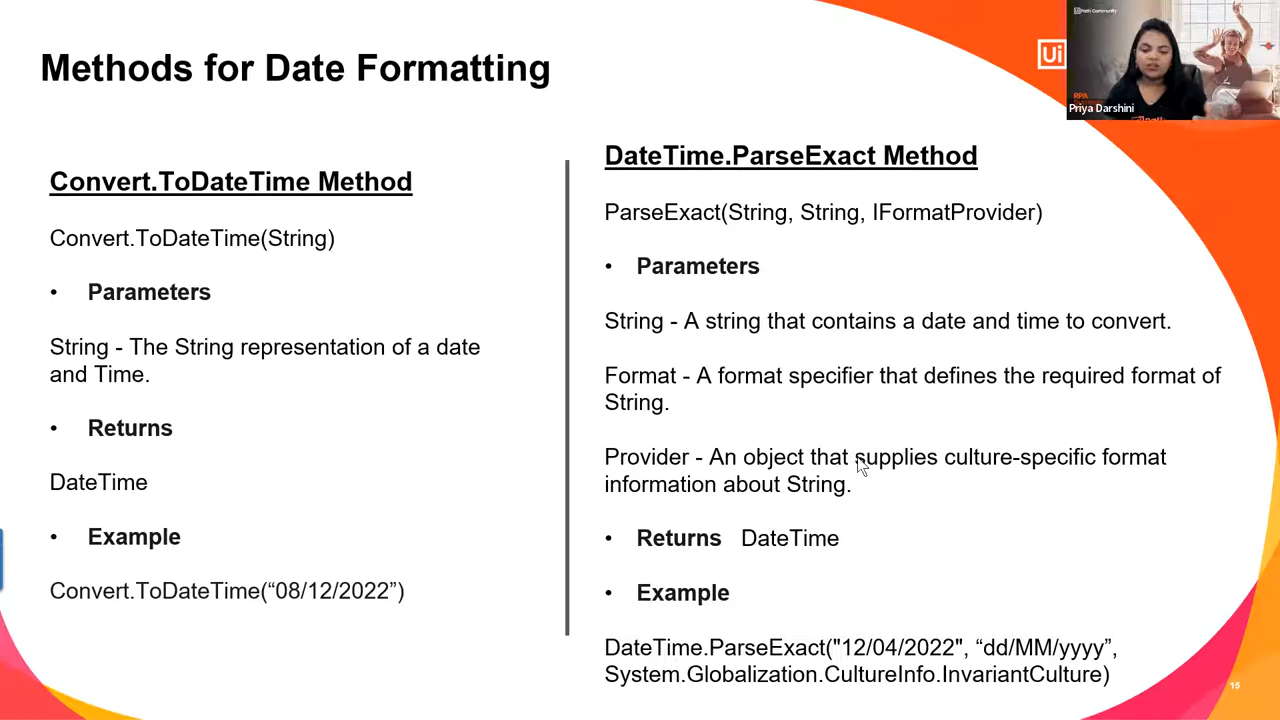 Methods for Date Formatting
Convert.ToDateTime Method
Convert.ToDateTime(String)
• Parameters
String - The String representation of a date
and Time.
• Returns
DateTime
• Example
Convert.ToDateTime(“08/12/2022”)
DateTime.ParseExact Method
ParseExact(String, String, IFormatProvider)
• Parameters
String - A string that contains a date and time to convert.
Format - A format specifier that defines the required format of
String.
Provider - An object that supplies culture-specific format
information about String.
• Returns DateTime
• Example
DateTime.ParseExact("12/04/2022", “dd/MM/yyyy”,
System.Globalization.CultureInfo.InvariantCulture)
Ui
Path Community
RPA
Priya Darshini
15